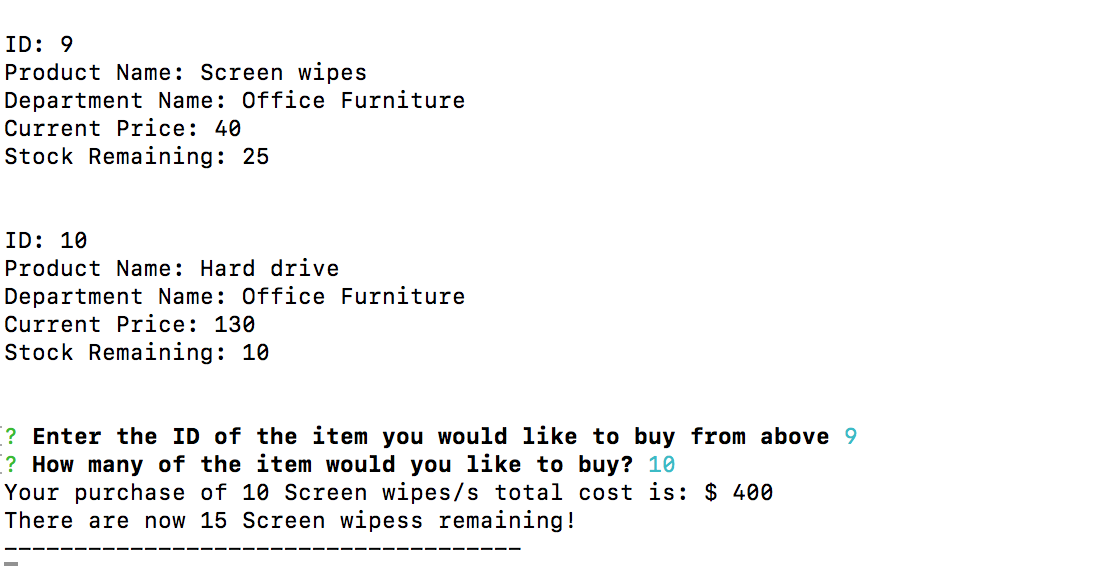 ID: 9
Product Name: Screen wipes
Department Name: Office Furniture
Current Price: 40
Stock Remaining: 25
ID: 10
Product Name: Hard drive
Department Name: Office Furniture
Current Price: 130
Stock Remaining: 10
? Enter the ID of the item you would like to buy from above 9
? How many of the item would you like to buy? 10
Your purchase of 10 Screen wipes/s total cost is: $ 400
There are now 15 Screen wipess remaining!
-------------------------------------